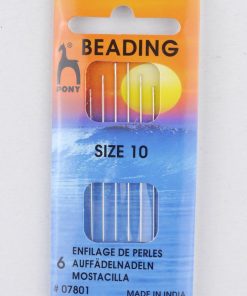 BEADING
PONY
SIZE 10
ENFILAGE DE PERLES
6 AUFFÄDELNADELN
MOSTACILLA
# 07801 MADE IN INDIA